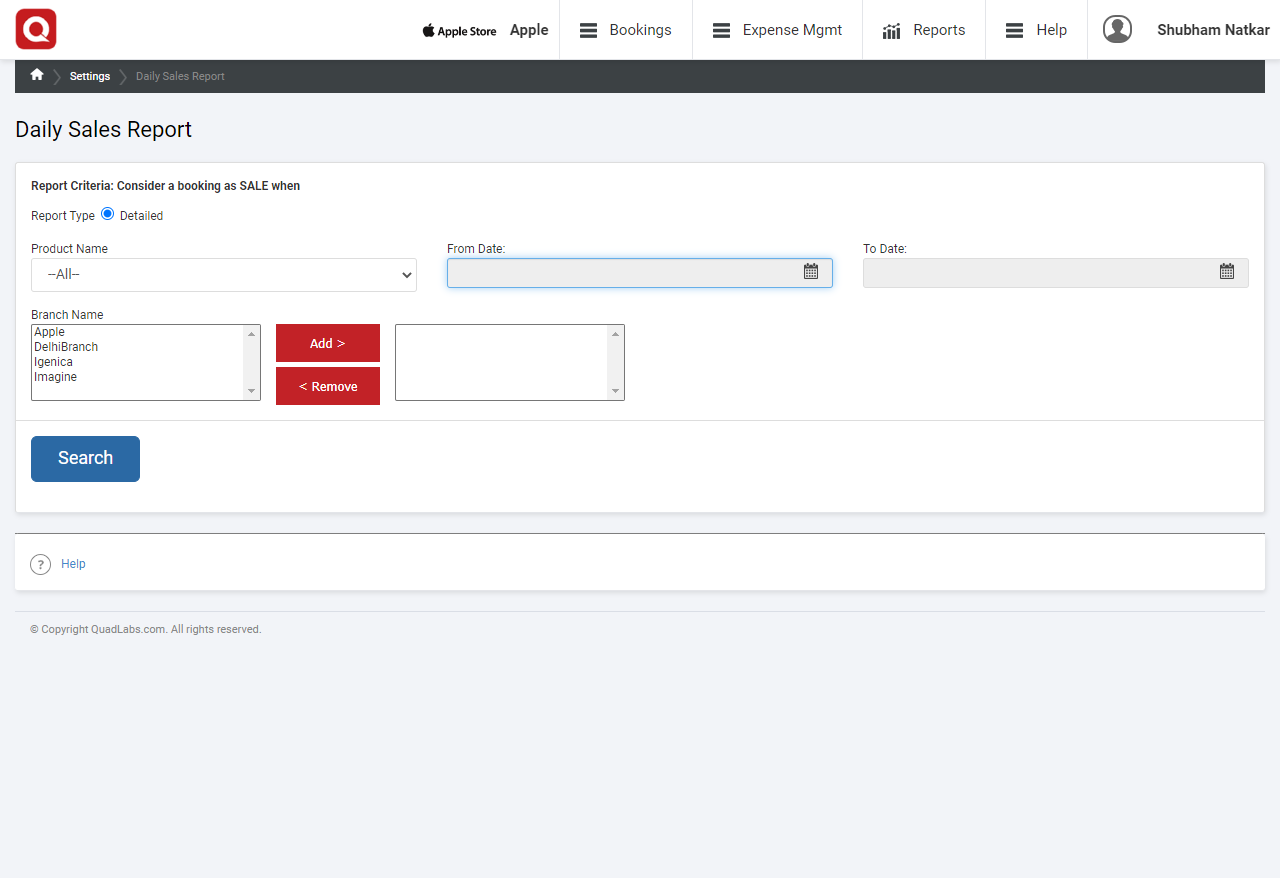 Q
Apple Store Apple Bookings Expense Mgmt Reports Help Shubham Natkar
Settings Daily Sales Report
Daily Sales Report
Report Criteria: Consider a booking as SALE when
Report Type Detailed
Product Name From Date: To Date:
--All--
Branch Name
Apple
DelhiBranch
Igenica
Imagine
Add >
< Remove
Search
? Help
© Copyright QuadLabs.com. All rights reserved.